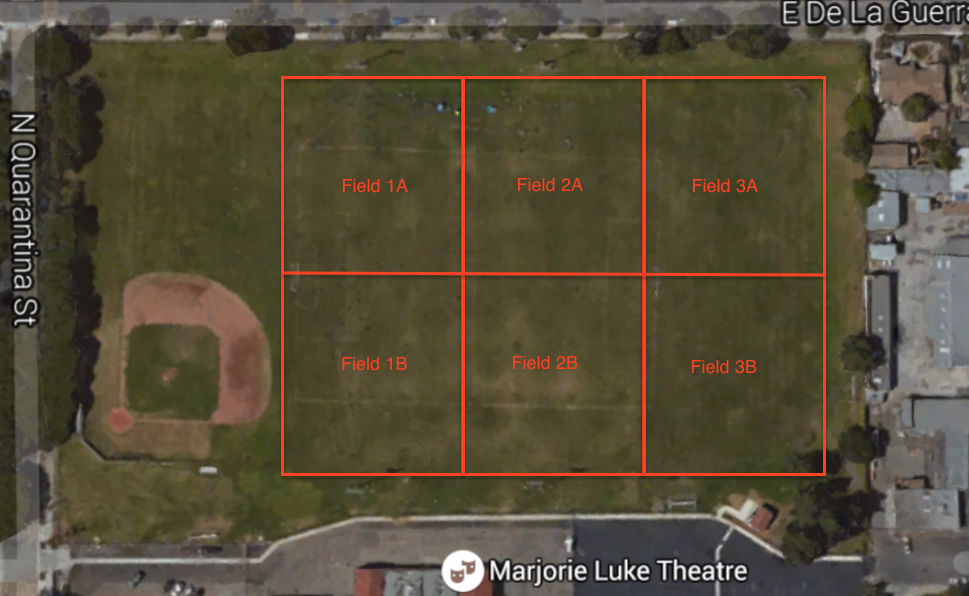 E De La Guerra
N Quarantina St
Field 1A
Field 2A
Field 3A
Field 1B
Field 2B
Field 3B
Marjorie Luke Theatre